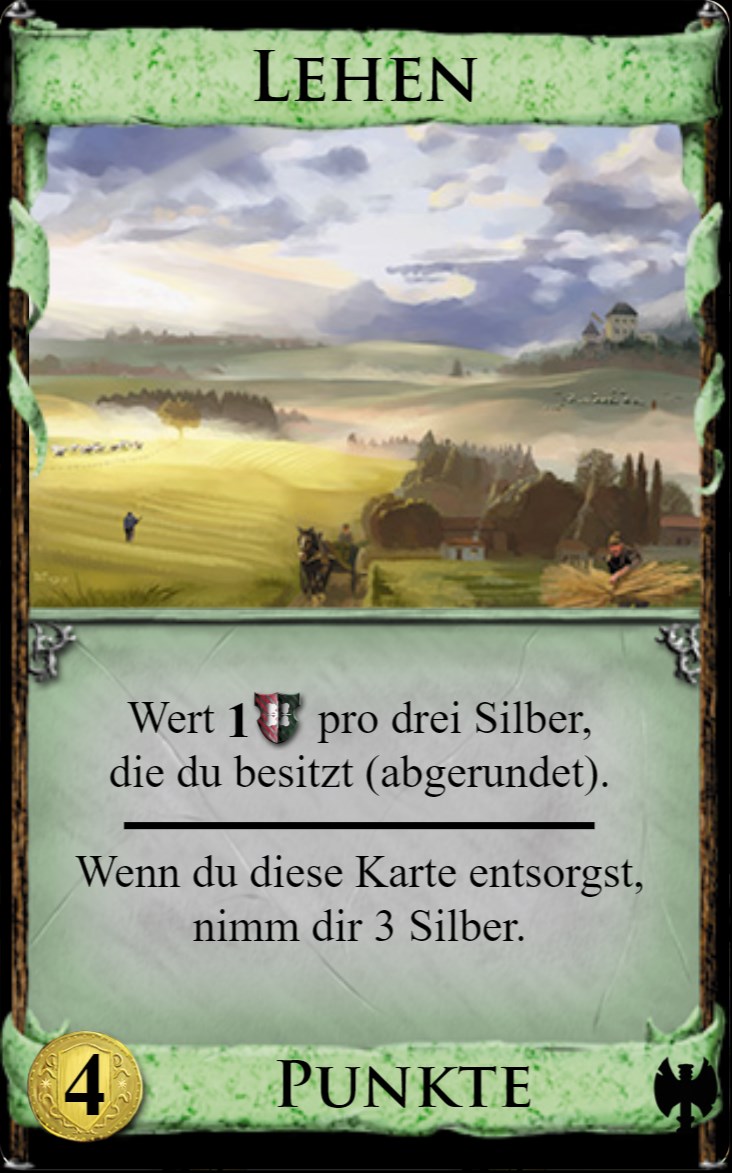 LEHEN
Wert 1 pro drei Silber,
die du besitzt (abgerundet).
Wenn du diese Karte entsorgst,
nimm dir 3 Silber.
4 PUNKTE